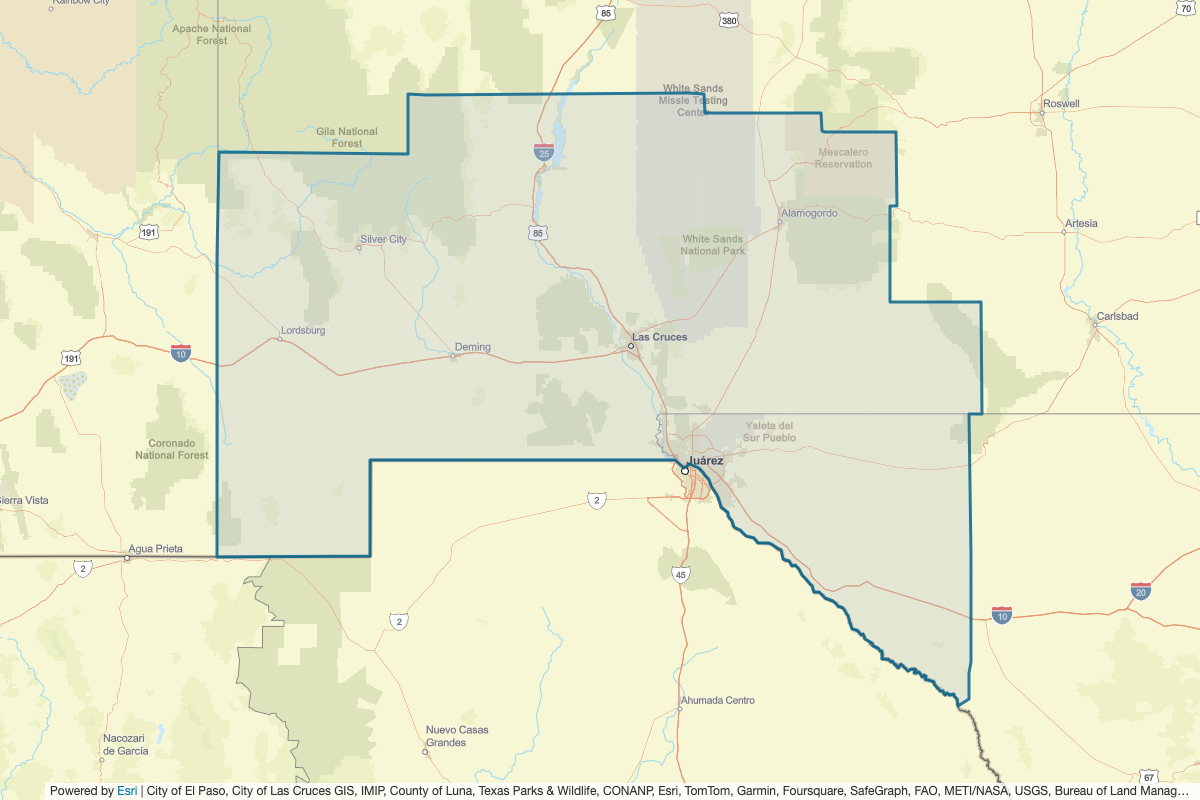 Rainbow City
85
380
70
Apache National
Forest
White Sands
Missle Testing
Center
Roswell
Gila National
Forest
25
Mescalero
Reservation
191
85
Silver City
Alamogordo
Artesia
White Sands
National Park
Lordsburg
Deming
Las Cruces
Carlsbad
191
10
Ysleta del
Sur Pueblo
Coronado
National Forest
Juárez
Sierra Vista
2
Agua Prieta
2
45
20
10
2
Ahumada Centro
Nuevo Casas
Grandes
Nacozari
de García
67
Powered by Esri | City of El Paso, City of Las Cruces GIS, IMIP, County of Luna, Texas Parks & Wildlife, CONANP, Esri, TomTom, Garmin, Foursquare, SafeGraph, FAO, METI/NASA, USGS, Bureau of Land Manag...